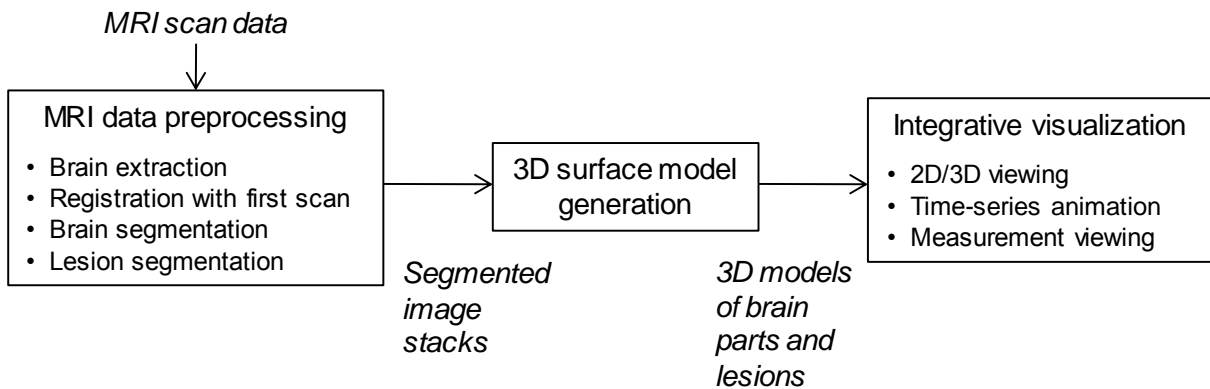 MRI scan data
MRI data preprocessing
• Brain extraction
• Registration with first scan
• Brain segmentation
• Lesion segmentation
Segmented
image
stacks
3D surface model
generation
3D models
of brain
parts and
lesions
Integrative visualization
• 2D/3D viewing
• Time-series animation
• Measurement viewing